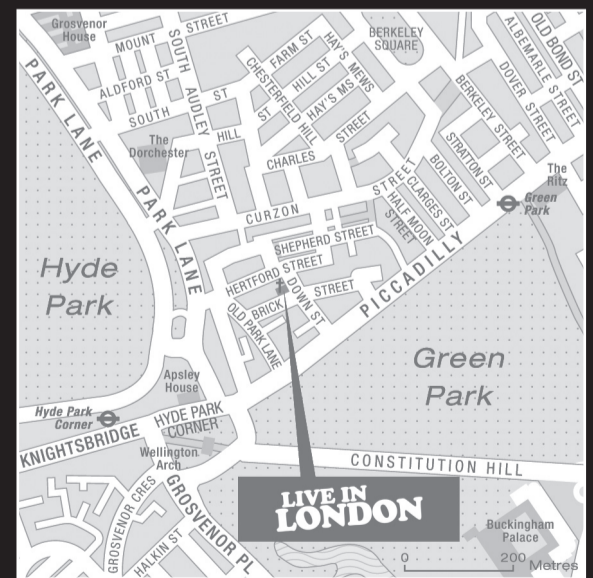 Grosvenor
House
MOUNT STREET
SOUTH AUDLEY STREET
ALDFORD ST
SOUTH ST
PARK LANE
FARM ST
HAY'S MEWS
BERKELEY
SQUARE
HILL ST
CHESTERFIELD HILL
HAY'S MS
OLD BOND ST
ALBEMARLE STREET
DOVER STREET
BERKELEY STREET
STRATTON ST
BOLTON ST
The
Dorchester
HILL ST
CHARLES STREET
PARK LANE
CURZON STREET
CLARGES ST
HALF MOON
STREET
The
Ritz
Green
Park
SHEPHERD STREET
HERTFORD STREET
DOWN ST
BRICK STREET
OLD PARK LANE
PICCADILLY
Hyde
Park
Green
Park
Apsley
House
Hyde Park
Corner
HYDE PARK
CORNER
KNIGHTSBRIDGE
Wellington
Arch
CONSTITUTION HILL
GROSVENOR CRES
GROSVENOR PL
HALKIN ST
LIVE IN
LONDON
Buckingham
Palace
0 200 Metres